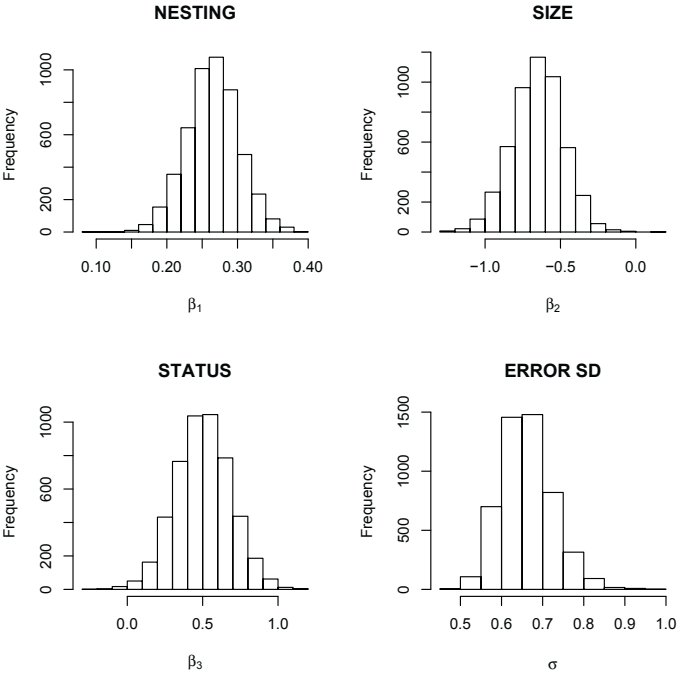 NESTING
Frequency
0 200 600 1000
0.10 0.20 0.30 0.40
β1
SIZE
Frequency
0 200 600 1000
−1.0 −0.5 0.0
β2
STATUS
Frequency
0 200 600 1000
0.0 0.5 1.0
β3
ERROR SD
Frequency
0 500 1000 1500
0.5 0.6 0.7 0.8 0.9 1.0
σ